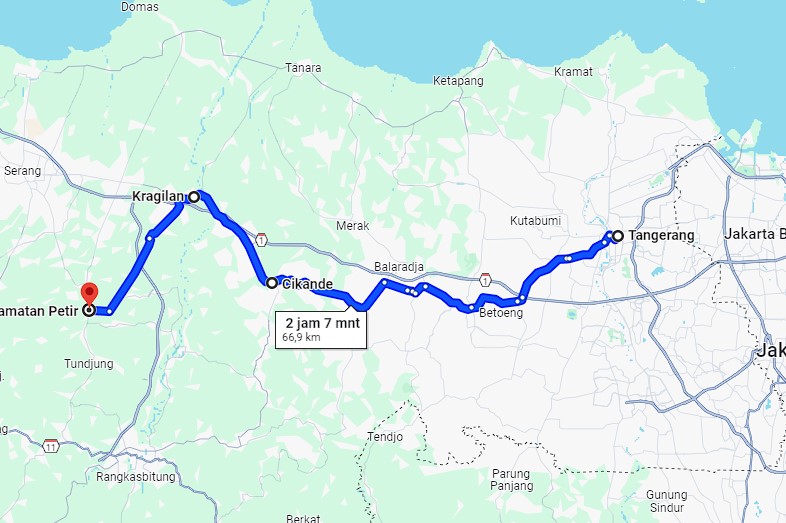 Domas
Tanara
Ketapang
Kramat
Serang
Kragilan
1
Merak
Kutabumi
Tangerang
Jakarta B
Balaradja
1
Cikande
amatan Petir
Betoeng
2 jam 7 mnt
66,9 km
Jak
Tundjung
Tendjo
11
Rangkasbitung
Parung
Panjang
Gunung
Sindur
Berkat